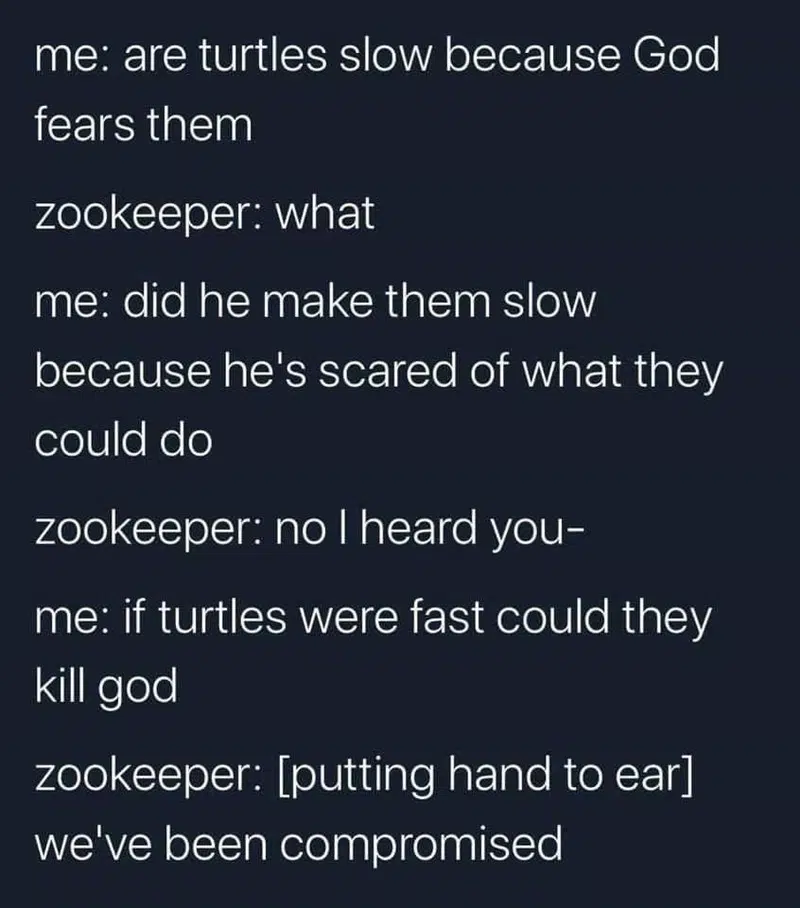 me: are turtles slow because God
fears them
zookeeper: what
me: did he make them slow
because he's scared of what they
could do
zookeeper: no I heard you-
me: if turtles were fast could they
kill god
zookeeper: [putting hand to ear]
we've been compromised